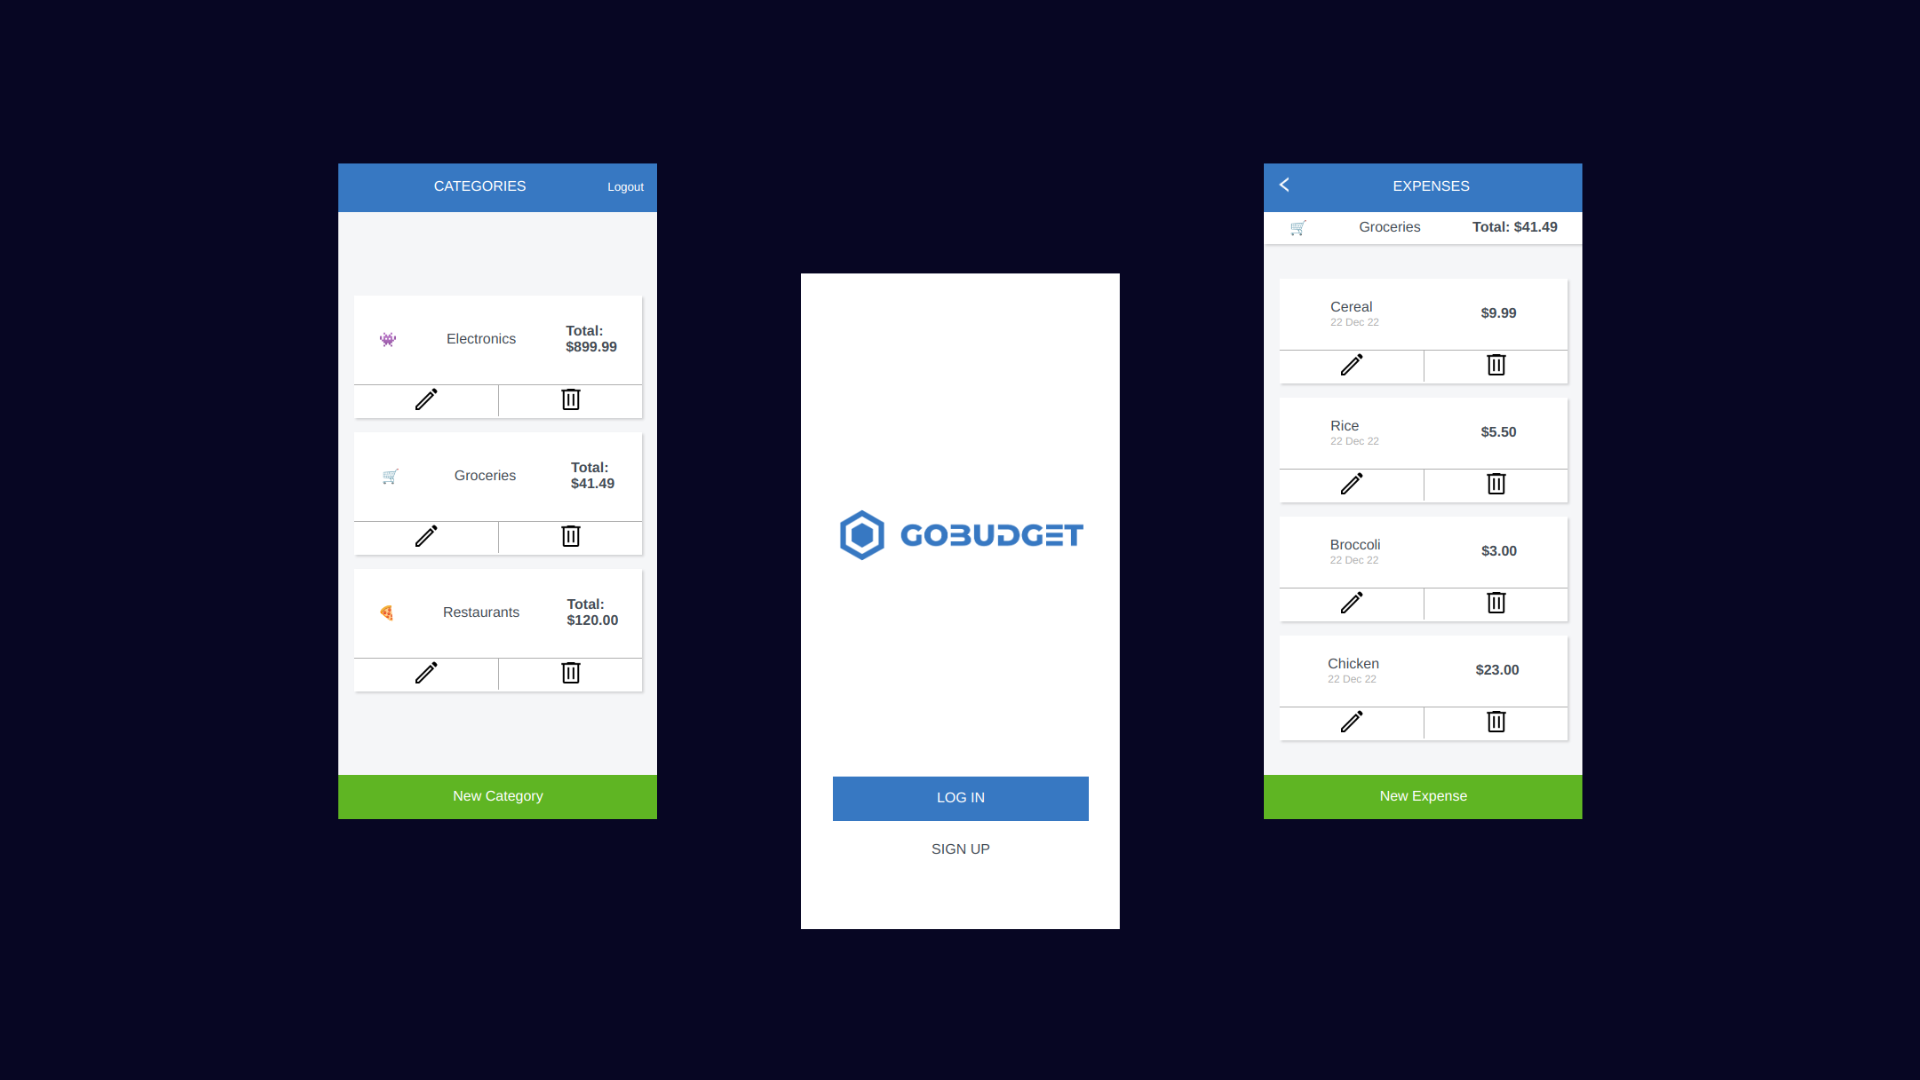 CATEGORIES
Logout
Electronics
Total:
$899.99
Groceries
Total:
$41.49
Restaurants
Total:
$120.00
New Category
GOBUDGET
LOG IN
SIGN UP
EXPENSES
Groceries
Total: $41.49
Cereal
22 Dec 22
$9.99
Rice
22 Dec 22
$5.50
Broccoli
22 Dec 22
$3.00
Chicken
22 Dec 22
$23.00
New Expense